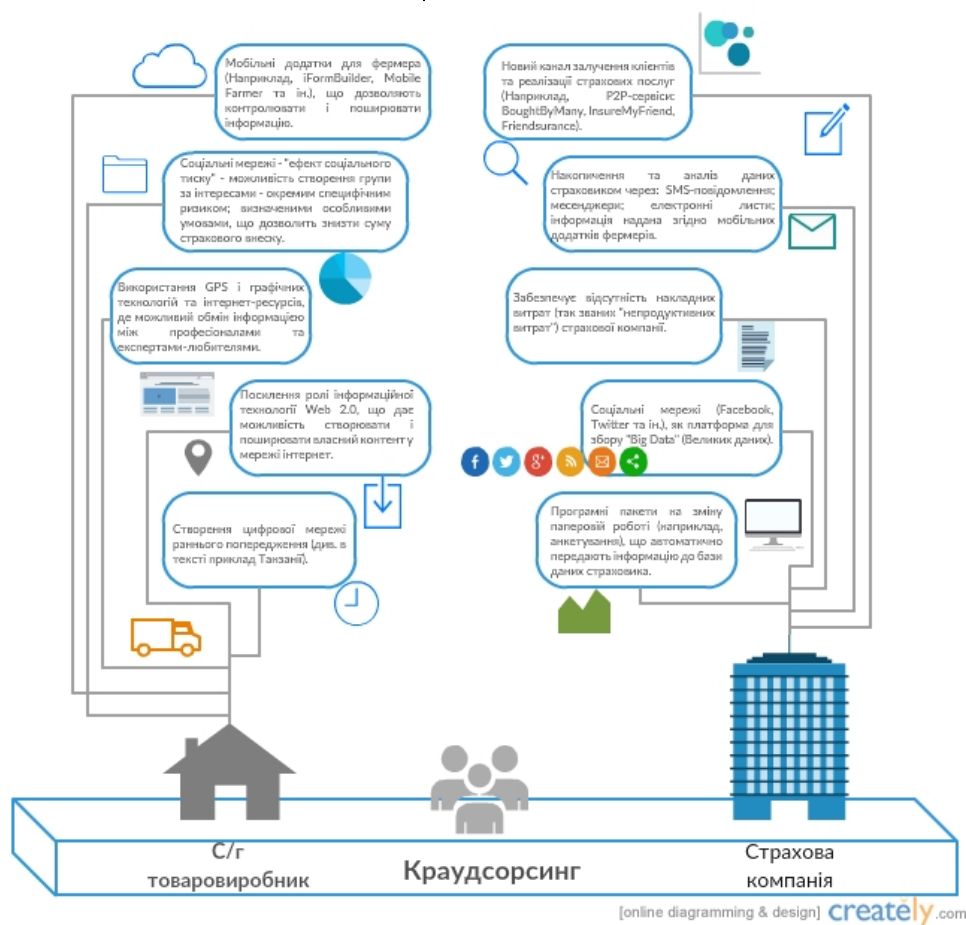 Мобільні додатки для фермера
(Наприклад, iFormBuilder, Mobile
Farmer та ін.), що дозволяють
контролювати і поширювати
інформацію.
Соціальні мережі - "ефект соціального
тиску" - можливість створення групи
за інтересами - окремим специфічним
ризиком; визначеними особливими
умовами, що дозволить знизти суму
страхового внеску.
Використання GPS і графічних
технологій та інтернет-ресурсів,
де можливий обмін інформацією
між професіоналами та
експертами-любителями.
Посилення ролі інформаційної
технології Web 2.0, що дає
можливість створювати і
поширювати власний контент у
мережі інтернет.
Створення цифрової мережі
раннього попередження (див. в
тексті приклад Танзанії).
Новий канал залучення клієнтів
та реалізації страхових послуг
(Наприклад, P2P-сервіси:
BoughtByMany, InsureMyFriend,
Friendsurance).
Накопичення та аналіз даних
страховиком через: SMS-повідомлення;
месенджери; електронні листи;
інформація надана згідно мобільних
додатків фермерів.
Забезпечує відсутність накладних
витрат (так званих "непродуктивних
витрат") страхової компанії.
Соціальні мережі (Facebook,
Twitter та ін.), як платформа для
збору "Big Data" (Великих даних).
Програмні пакети на зміну
паперовій роботі (наприклад,
анкетування), що автоматично
передають інформацію до бази
даних страховика.
С/г
товаровиробник
Краудсорсинг
Страхова
компанія
[online diagramming & design] creately.com